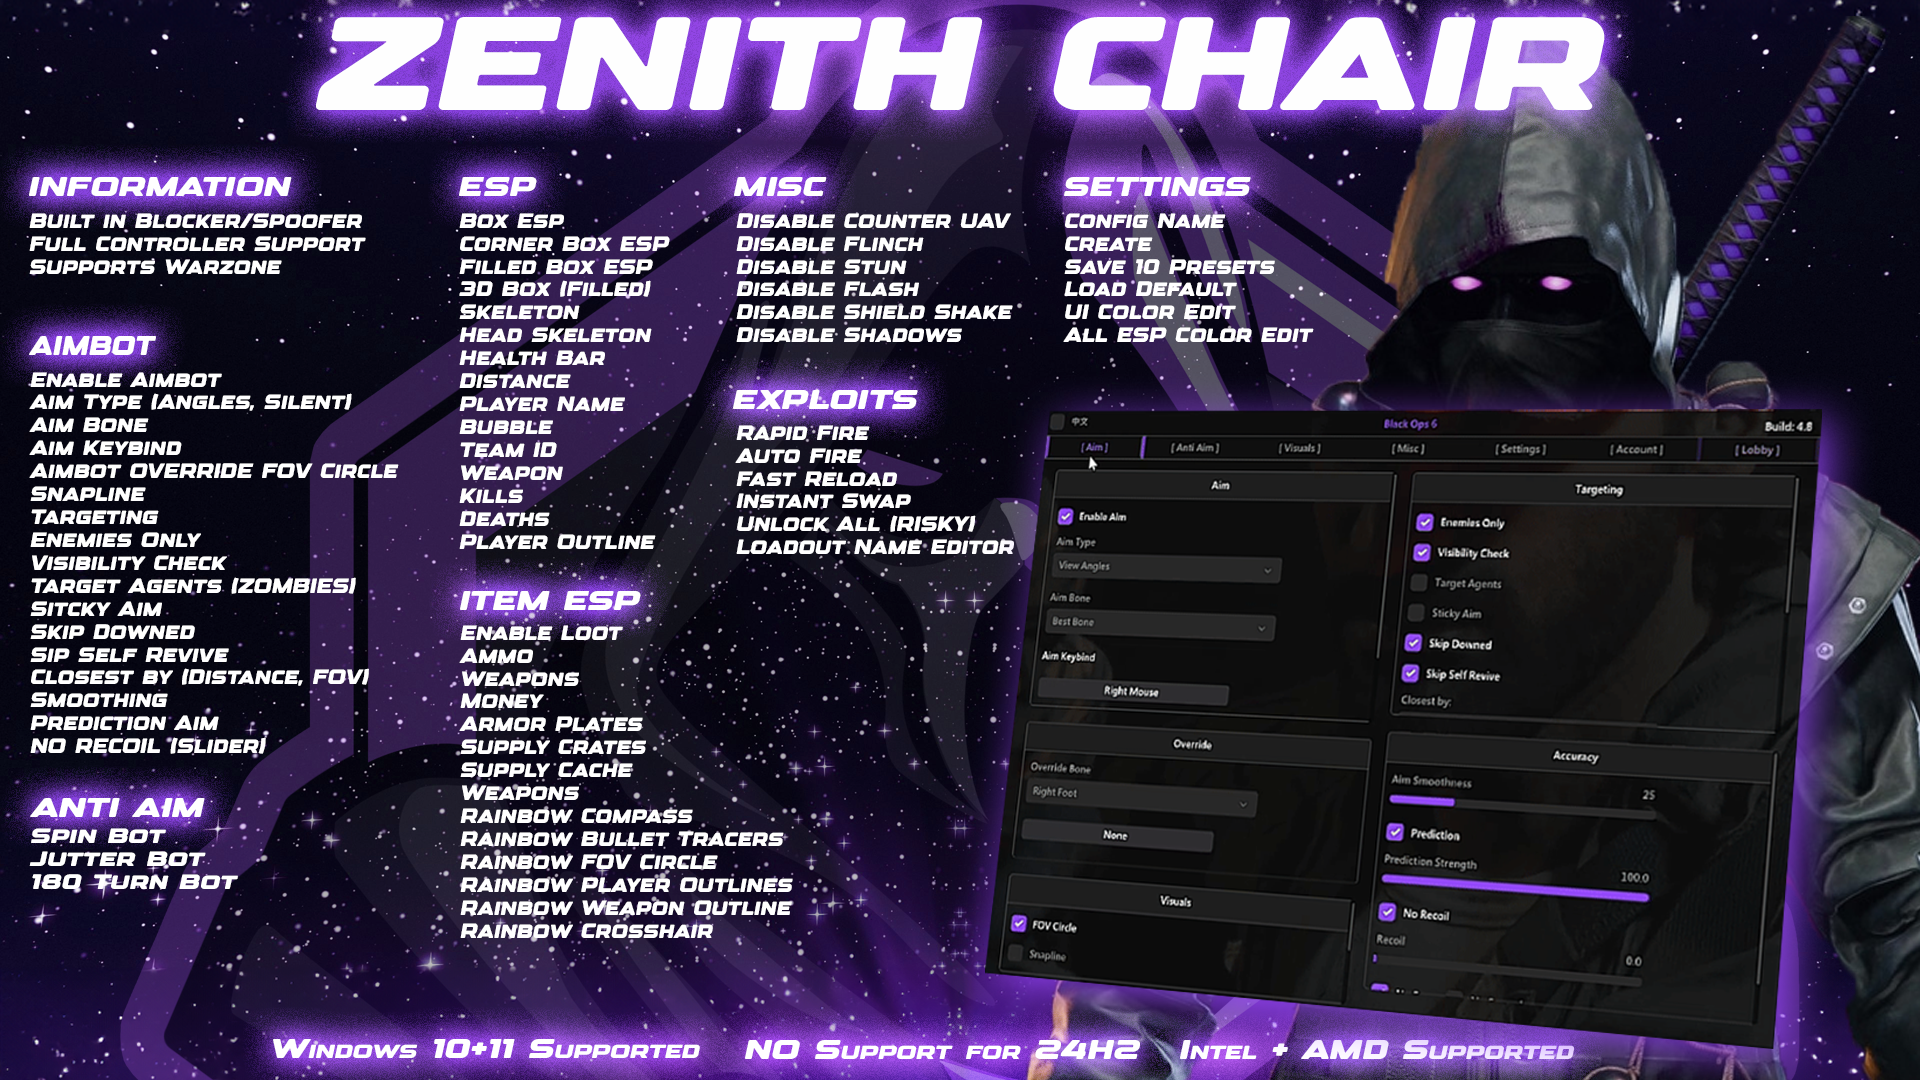 ZENITH CHAIR
INFORMATION
BUILT IN BLOCKER/SPOOFER
FULL CONTROLLER SUPPORT
SUPPORTS WARZONE
AIMBOT
ENABLE AIMBOT
AIM TYPE (ANGLES, SILENT)
AIM BONE
AIM KEYBIND
AIMBOT OVERRIDE FOV CIRCLE
SNAPLINE
TARGETING
ENEMIES ONLY
VISIBILITY CHECK
TARGET AGENTS (ZOMBIES)
SITCKY AIM
SKIP DOWNED
SIP SELF REVIVE
CLOSEST BY (DISTANCE, FOV)
SMOOTHING
PREDICTION AIM
NO RECOIL (SLIDER)
ANTI AIM
SPIN BOT
JUTTER BOT
180 TURN BOT
ESP
BOX ESP
CORNER BOX ESP
FILLED BOX ESP
3D BOX (FILLED)
SKELETON
HEAD SKELETON
HEALTH BAR
DISTANCE
PLAYER NAME
BUBBLE
TEAM ID
WEAPON
KILLS
DEATHS
PLAYER OUTLINE
ITEM ESP
ENABLE LOOT
AMMO
WEAPONS
MONEY
ARMOR PLATES
SUPPLY CRATES
SUPPLY CACHE
WEAPONS
RAINBOW COMPASS
RAINBOW BULLET TRACERS
RAINBOW FOV CIRCLE
RAINBOW PLAYER OUTLINES
RAINBOW WEAPON OUTLINE
RAINBOW CROSSHAIR
MISC
DISABLE COUNTER UAV
DISABLE FLINCH
DISABLE STUN
DISABLE FLASH
DISABLE SHIELD SHAKE
DISABLE SHADOWS
EXPLOITS
RAPID FIRE
AUTO FIRE
FAST RELOAD
INSTANT SWAP
UNLOCK ALL (RISKY)
LOADOUT NAME EDITOR
SETTINGS
CONFIG NAME
CREATE
SAVE 10 PRESETS
LOAD DEFAULT
UI COLOR EDIT
ALL ESP COLOR EDIT
中文 Black Ops 6 Build: 4.8
[ Aim ] [ Anti Aim ] [ Visuals ] [ Misc ] [ Settings ] [ Account ] [ Lobby ]
Aim
Enable Aim
Aim Type
View Angles
Aim Bone
Best Bone
Aim Keybind
Right Mouse
Override
Override Bone
Right Foot
None
Visuals
FOV Circle
Snapline
Targeting
Enemies Only
Visibility Check
Target Agents
Sticky Aim
Skip Downed
Skip Self Revive
Closest by:
Accuracy
Aim Smoothness 25
Prediction
Prediction Strength 100.0
No Recoil
Recoil 0.0
WINDOWS 10+11 SUPPORTED NO SUPPORT FOR 24H2 INTEL + AMD SUPPORTED